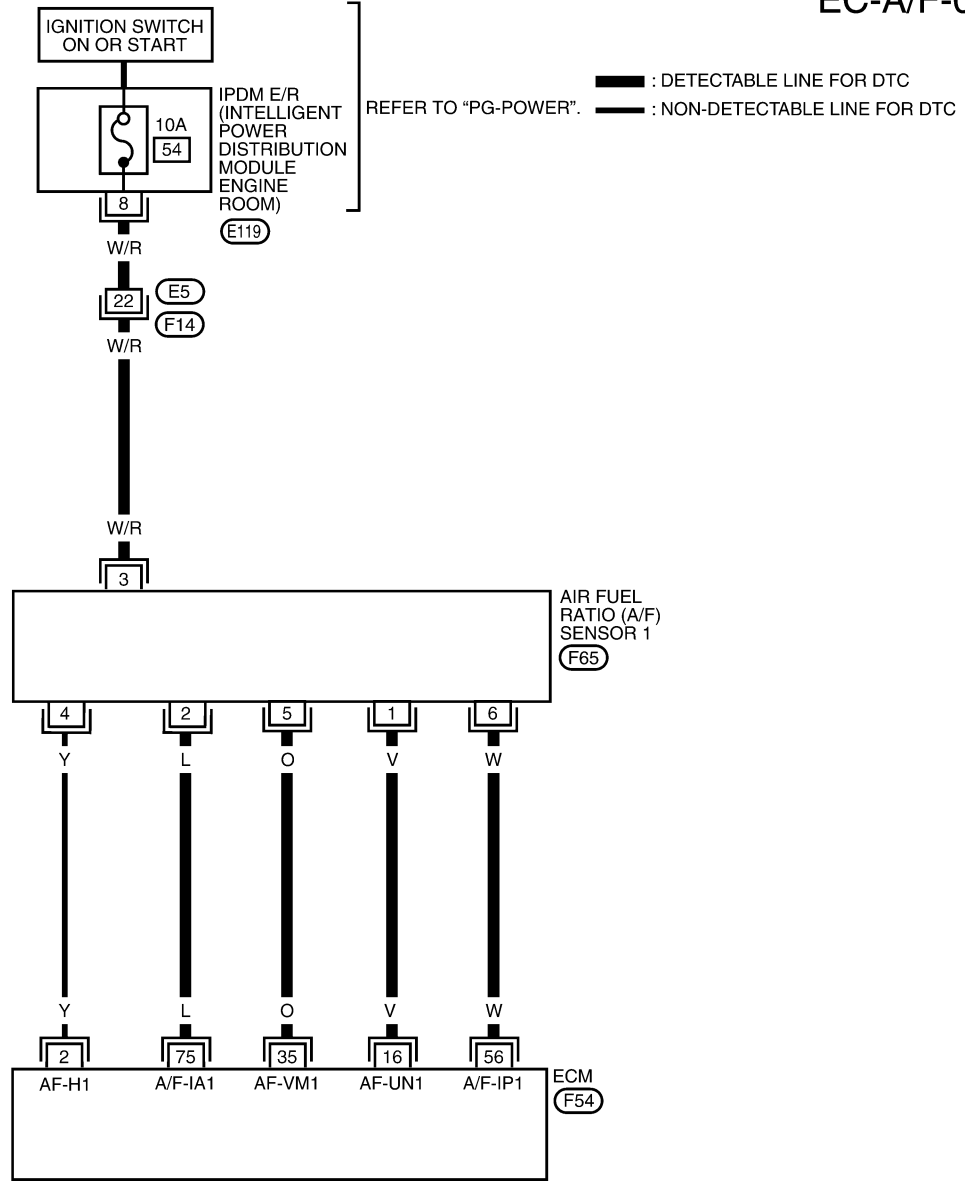 EC-A/F-0
IGNITION SWITCH
ON OR START
IPDM E/R
(INTELLIGENT
POWER
DISTRIBUTION
MODULE
ENGINE
ROOM)
E119
10A
54
REFER TO “PG-POWER”.
: DETECTABLE LINE FOR DTC
: NON-DETECTABLE LINE FOR DTC
8
W/R
22
E5
F14
W/R
W/R
3
AIR FUEL
RATIO (A/F)
SENSOR 1
F65
4 2 5 1 6
Y L O V W
Y L O V W
2 75 35 16 56
AF-H1 A/F-IA1 AF-VM1 AF-UN1 A/F-IP1
ECM
F54